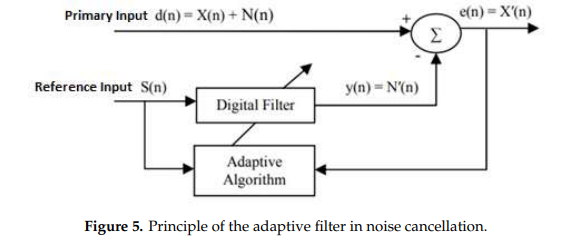 Primary Input d(n) = X(n) + N(n)
+
e(n) = X'(n)
Σ
-
Reference Input S(n)
Digital Filter
y(n) = N'(n)
Adaptive
Algorithm
Figure 5. Principle of the adaptive filter in noise cancellation.